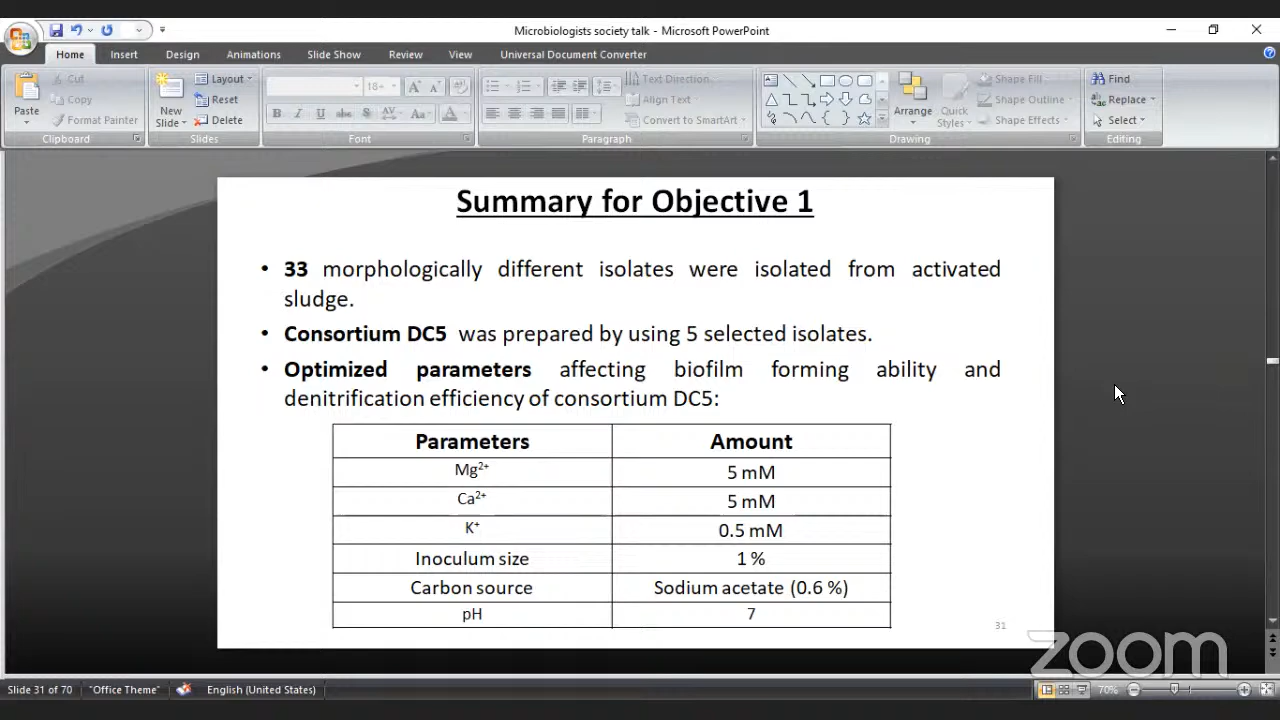 Microbiologists society talk - Microsoft PowerPoint
Home Insert Design Animations Slide Show Review View Universal Document Converter
Paste
Cut
Copy
Format Painter
Clipboard
New Slide
Layout
Reset
Delete
Slides
18
B I U abc AV Aa A
Font
Text Direction
Align Text
Convert to SmartArt
Paragraph
Arrange
Quick Styles
Shape Fill
Shape Outline
Shape Effects
Drawing
Find
Replace
Select
Editing
Summary for Objective 1
• 33 morphologically different isolates were isolated from activated
sludge.
• Consortium DC5 was prepared by using 5 selected isolates.
• Optimized parameters affecting biofilm forming ability and
denitrification efficiency of consortium DC5:
Parameters Amount
Mg²⁺ 5 mM
Ca²⁺ 5 mM
K⁺ 0.5 mM
Inoculum size 1 %
Carbon source Sodium acetate (0.6 %)
pH 7
31
zoom
Slide 31 of 70 "Office Theme" English (United States) 70%